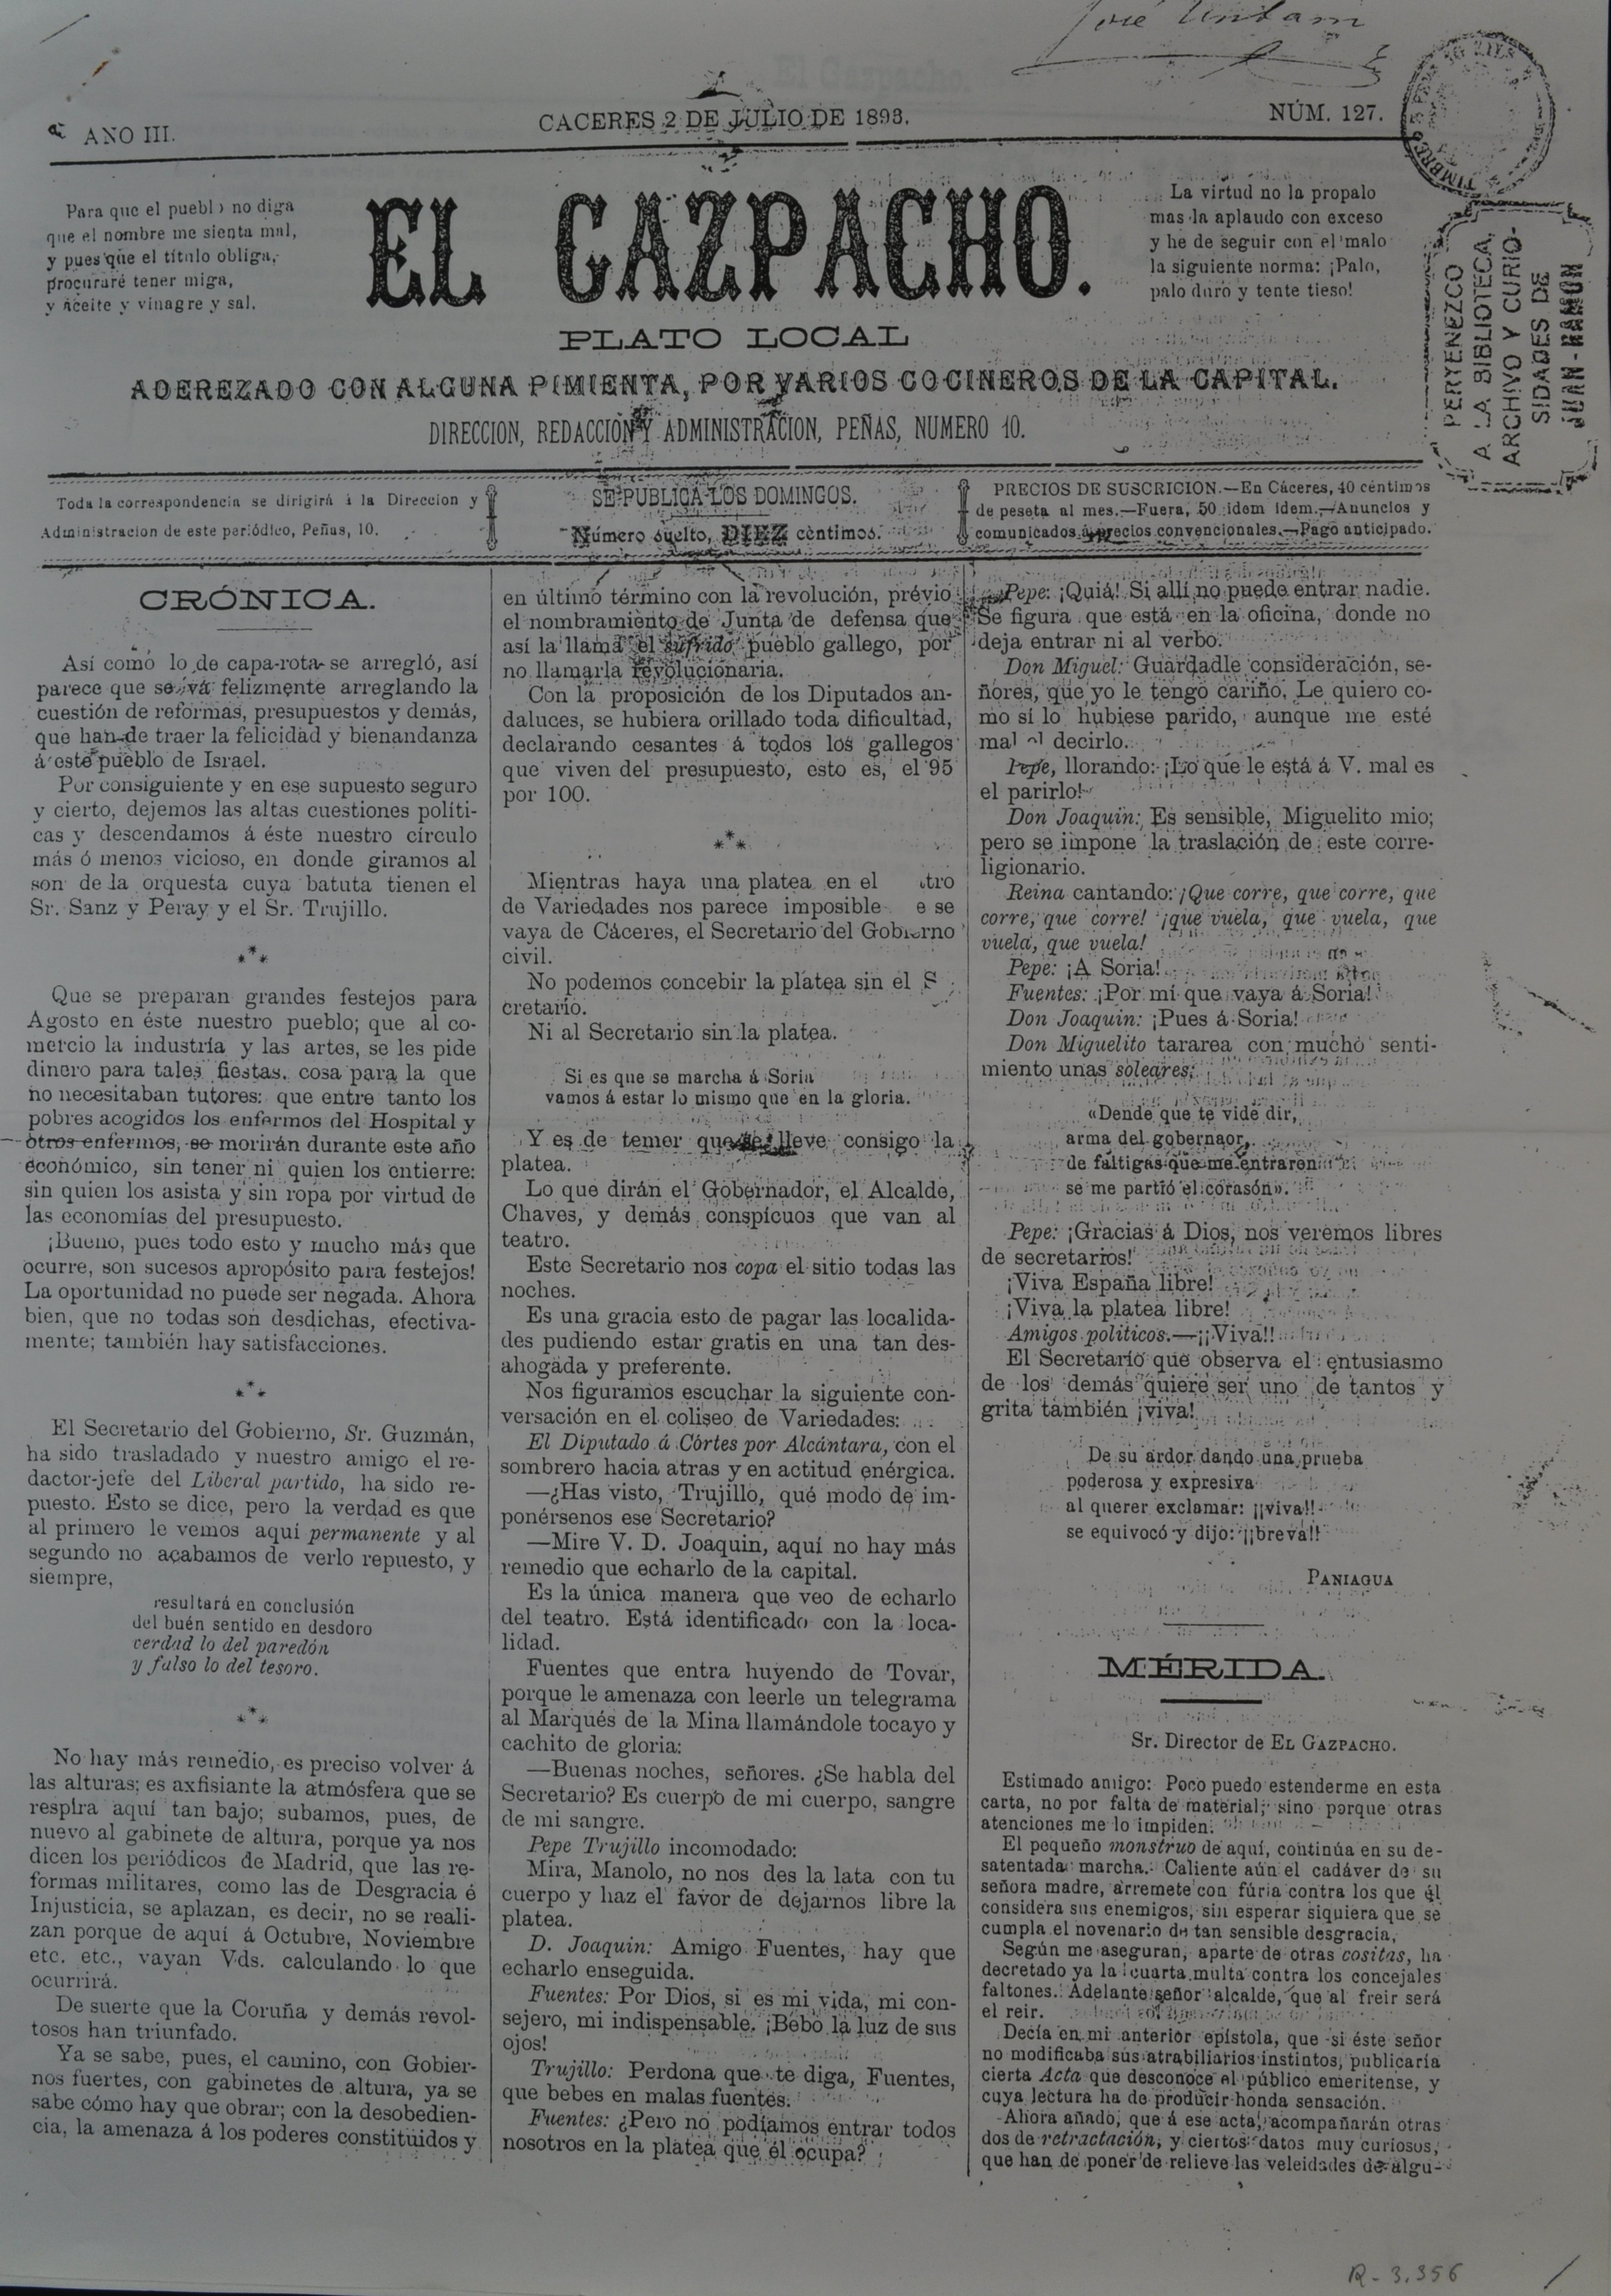 AÑO III.
CACERES 2 DE JULIO DE 1893.
NÚM. 127.
Para que el pueblo no diga
que el nombre me sienta mal,
y pues que el título obliga,
procuraré tener miga,
y aceite y vinagre y sal.
EL GAZPACHO.
La virtud no la propalo
mas la aplaudo con exceso
y he de seguir con el malo
la siguiente norma: ¡Palo,
palo duro y tente tieso!
PLATO LOCAL
ADEREZADO CON ALGUNA PIMIENTA, POR VARIOS COCINEROS DE LA CAPITAL.
DIRECCION, REDACCION Y ADMINISTRACION, PEÑAS, NUMERO 10.
PERTENEZCO
A LA BIBLIOTECA,
ARCHIVO Y CURIO-
SIDADES DE
JUAN-RAMON
Toda la correspondencia se dirigirá á la Direccion y
Administracion de este periódico, Peñas, 10.
SE PUBLICA LOS DOMINGOS.
Número suelto, DIEZ céntimos.
PRECIOS DE SUSCRICION.—En Cáceres, 40 céntimos
de peseta al mes.—Fuera, 50 idem idem.—Anuncios y
comunicados á precios convencionales.—Pago anticipado.
CRÓNICA.
Así como lo de capa-rota se arregló, así
parece que se vá felizmente arreglando la
cuestión de reformas, presupuestos y demás,
que han de traer la felicidad y bienandanza
á este pueblo de Israel.
Por consiguiente y en ese supuesto seguro
y cierto, dejemos las altas cuestiones políti-
cas y descendamos á éste nuestro círculo
más ó menos vicioso, en donde giramos al
son de la orquesta cuya batuta tienen el
Sr. Sanz y Peray y el Sr. Trujillo.
***
Que se preparan grandes festejos para
Agosto en éste nuestro pueblo; que al co-
mercio la industria y las artes, se les pide
dinero para tales fiestas. cosa para la que
no necesitaban tutores: que entre tanto los
pobres acogidos los enfermos del Hospital y
otros enfermos, se morirán durante este año
económico, sin tener ni quien los entierre:
sin quien los asista y sin ropa por virtud de
las economías del presupuesto.
¡Bueno, pues todo esto y mucho más que
ocurre, son sucesos apropósito para festejos!
La oportunidad no puede ser negada. Ahora
bien, que no todas son desdichas, efectiva-
mente; también hay satisfacciones.
***
El Secretario del Gobierno, Sr. Guzmán,
ha sido trasladado y nuestro amigo el re-
dactor-jefe del Liberal partido, ha sido re-
puesto. Esto se dice, pero la verdad es que
al primero le vemos aquí permanente y al
segundo no acabamos de verlo repuesto, y
siempre,
resultará en conclusión
del buén sentido en desdoro
verdad lo del paredón
y falso lo del tesoro.
***
No hay más remedio, es preciso volver á
las alturas; es axfisiante la atmósfera que se
respira aquí tan bajo; subamos, pues, de
nuevo al gabinete de altura, porque ya nos
dicen los periódicos de Madrid, que las re-
formas militares, como las de Desgracia é
Injusticia, se aplazan, es decir, no se reali-
zan porque de aquí á Octubre, Noviembre
etc. etc., vayan Vds. calculando lo que
ocurrirá.
De suerte que la Coruña y demás revol-
tosos han triunfado.
Ya se sabe, pues, el camino, con Gobier-
nos fuertes, con gabinetes de altura, ya se
sabe cómo hay que obrar; con la desobedien-
cia, la amenaza á los poderes constituidos y
en último término con la revolución, prévio
el nombramiento de Junta de defensa que
así la llama el sufrido pueblo gallego, por
no llamarla revolucionaria.
Con la proposición de los Diputados an-
daluces, se hubiera orillado toda dificultad,
declarando cesantes á todos los gallegos
que viven del presupuesto, esto es, el 95
por 100.
***
Mientras haya una platea en el tro
de Variedades nos parece imposible e se
vaya de Cáceres, el Secretario del Gobierno
civil.
No podemos concebir la platea sin el S
cretario.
Ni al Secretario sin la platea.
Si es que se marcha á Soria
vamos á estar lo mismo que en la gloria.
Y es de temer que se lleve consigo la
platea.
Lo que dirán el Gobernador, el Alcalde,
Chaves, y demás conspícuos que van al
teatro.
Este Secretario nos copa el sitio todas las
noches.
Es una gracia esto de pagar las localida-
des pudiendo estar gratis en una tan des-
ahogada y preferente.
Nos figuramos escuchar la siguiente con-
versación en el coliseo de Variedades:
El Diputado á Córtes por Alcántara, con el
sombrero hacia atras y en actitud enérgica.
—¿Has visto, Trujillo, qué modo de im-
ponérsenos ese Secretario?
—Mire V. D. Joaquin, aquí no hay más
remedio que echarlo de la capital.
Es la única manera que veo de echarlo
del teatro. Está identificado con la loca-
lidad.
Fuentes que entra huyendo de Tovar,
porque le amenaza con leerle un telegrama
al Marqués de la Mina llamándole tocayo y
cachito de gloria:
—Buenas noches, señores. ¿Se habla del
Secretario? Es cuerpo de mi cuerpo, sangre
de mi sangre.
Pepe Trujillo incomodado:
Mira, Manolo, no nos des la lata con tu
cuerpo y haz el favor de dejarnos libre la
platea.
D. Joaquin: Amigo Fuentes, hay que
echarlo enseguida.
Fuentes: Por Dios, si es mi vida, mi con-
sejero, mi indispensable. ¡Bebo la luz de sus
ojos!
Trujillo: Perdona que te diga, Fuentes,
que bebes en malas fuentes.
Fuentes: ¿Pero no podíamos entrar todos
nosotros en la platea que él ocupa?
Pepe: ¡Quiá! Si allí no puede entrar nadie.
Se figura que está en la oficina, donde no
deja entrar ni al verbo.
Don Miguel: Guardadle consideración, se-
ñores, que yo le tengo cariño. Le quiero co-
mo sí lo hubiese parido, aunque me esté
mal el decirlo.
Pepe, llorando: ¡Lo que le está á V. mal es
el parirlo!
Don Joaquin: Es sensible, Miguelito mio;
pero se impone la traslación de este corre-
ligionario.
Reina cantando: ¡Que corre, que corre, que
corre, que corre! ¡que vuela, que vuela, que
vuela, que vuela!
Pepe: ¡A Soria!
Fuentes: ¡Por mí que vaya á Soria!
Don Joaquin: ¡Pues á Soria!
Don Miguelito tararea con mucho senti-
miento unas soleares:
«Dende que te vide dir,
arma del gobernaor,
de faltigas que me entraron
se me partió el corasón».
Pepe: ¡Gracias á Dios, nos veremos libres
de secretarios!
¡Viva España libre!
¡Viva la platea libre!
Amigos politicos.—¡¡Viva!!
El Secretario que observa el entusiasmo
de los demás quiere ser uno de tantos y
grita también ¡viva!
De su ardor dando una prueba
poderosa y expresiva
al querer exclamar: ¡¡viva!!
se equivocó y dijo: ¡¡breva!!
PANIAGUA
MÉRIDA.
Sr. Director de EL GAZPACHO.
Estimado amigo: Poco puedo estenderme en esta
carta, no por falta de material, sino porque otras
atenciones me lo impiden.
El pequeño monstruo de aquí, continúa en su de-
satentada marcha. Caliente aún el cadáver de su
señora madre, arremete con fúria contra los que él
considera sus enemigos, sin esperar siquiera que se
cumpla el novenario de tan sensible desgracia,
Según me aseguran, aparte de otras cositas, ha
decretado ya la cuarta multa contra los concejales
faltones. Adelante señor alcalde, que al freir será
el reir.
Decía en mi anterior epístola, que si éste señor
no modificaba sus atrabiliarios instintos, publicaría
cierta Acta que desconoce el público emeritense, y
cuya lectura ha de producir honda sensación.
Ahora añado, que á ese acta, acompañarán otras
dos de retractación, y ciertos datos muy curiosos,
que han de poner de relieve las veleidades de algu-
R-3.356